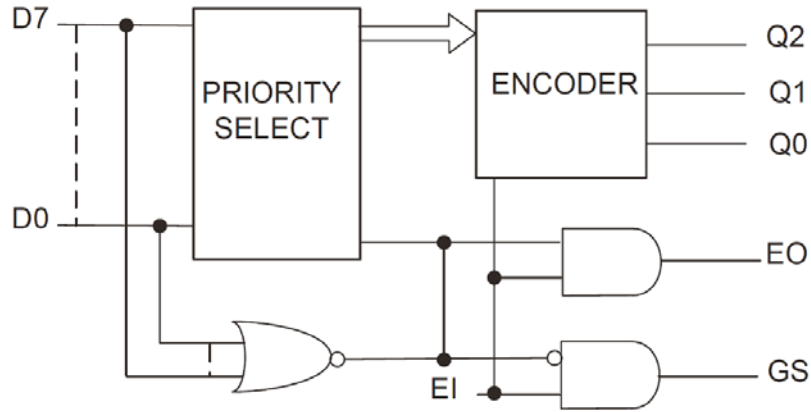 D7
PRIORITY
SELECT
ENCODER
Q2
Q1
Q0
D0
EO
EI
GS